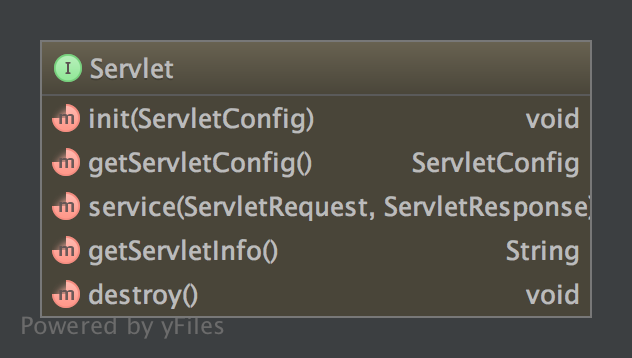 I Servlet
m init(ServletConfig) void
m getServletConfig() ServletConfig
m service(ServletRequest, ServletResponse)
m getServletInfo() String
m destroy() void
Powered by yFiles